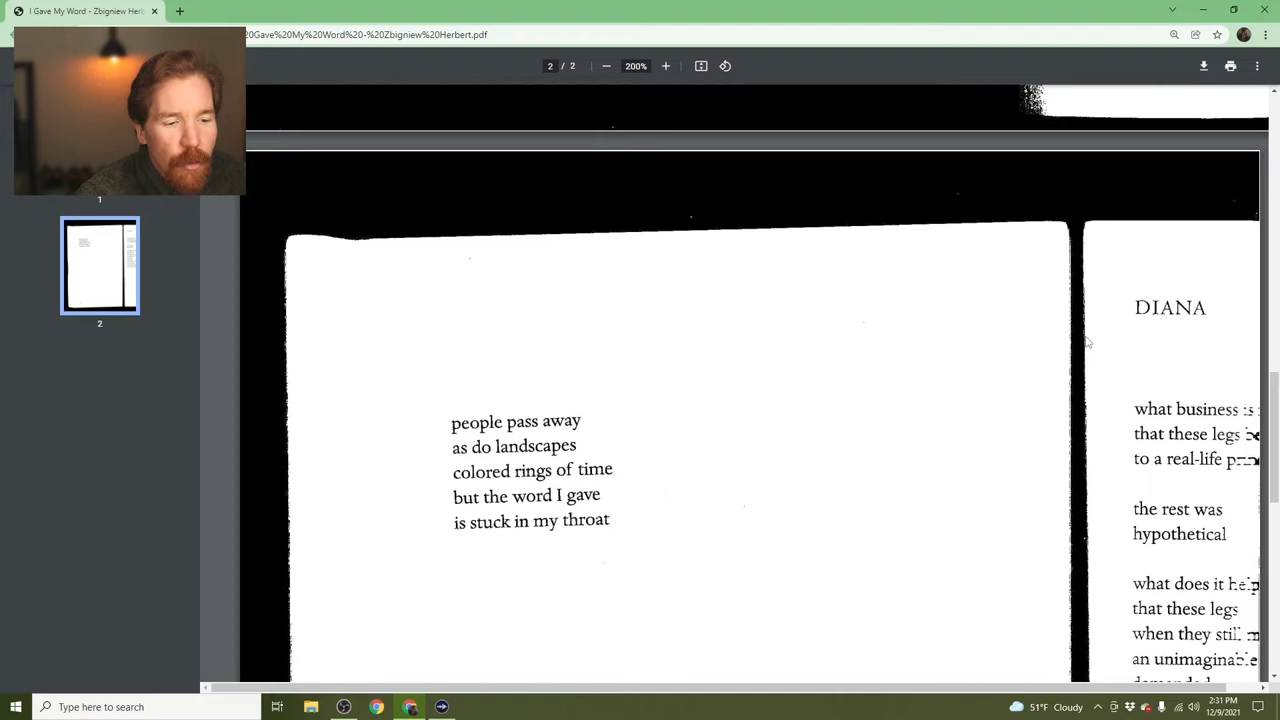 I Gave My Word - Zbigniew Herbert
20Gave%20My%20Word%20-%20Zbigniew%20Herbert.pdf
2 / 2
200%
1
2
DIANA
people pass away
as do landscapes
colored rings of time
but the word I gave
is stuck in my throat
what business is
that these legs
to a real-life
the rest was
hypothetical
what does it help
that these legs
when they still
an unimaginable
Type here to search
51°F Cloudy
2:31 PM
12/9/2021